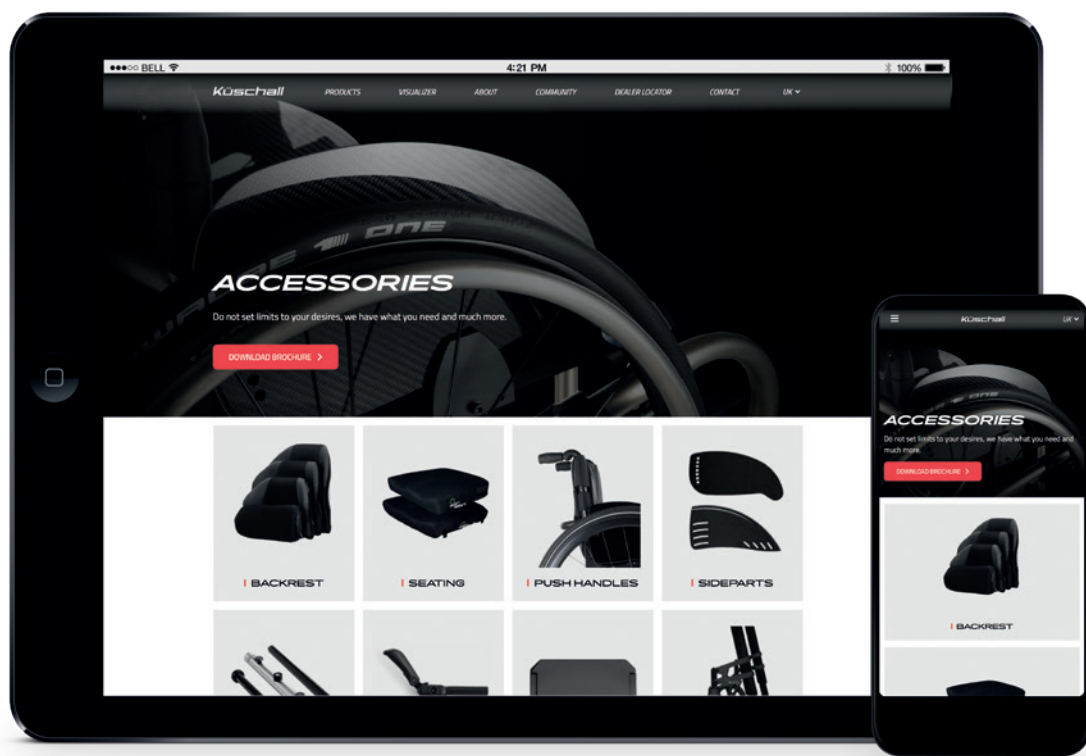 BELL 4:21 PM 100%
Küschall PRODUCTS VISUALIZER ABOUT COMMUNITY DEALER LOCATOR CONTACT UK
ONE
ACCESSORIES
Do not set limits to your desires, we have what you need and much more.
DOWNLOAD BROCHURE
BACKREST
SEATING
PUSH HANDLES
SIDEPARTS
Küschall UK
ONE
ACCESSORIES
Do not set limits to your desires, we have what you need and
much more.
DOWNLOAD BROCHURE
BACKREST